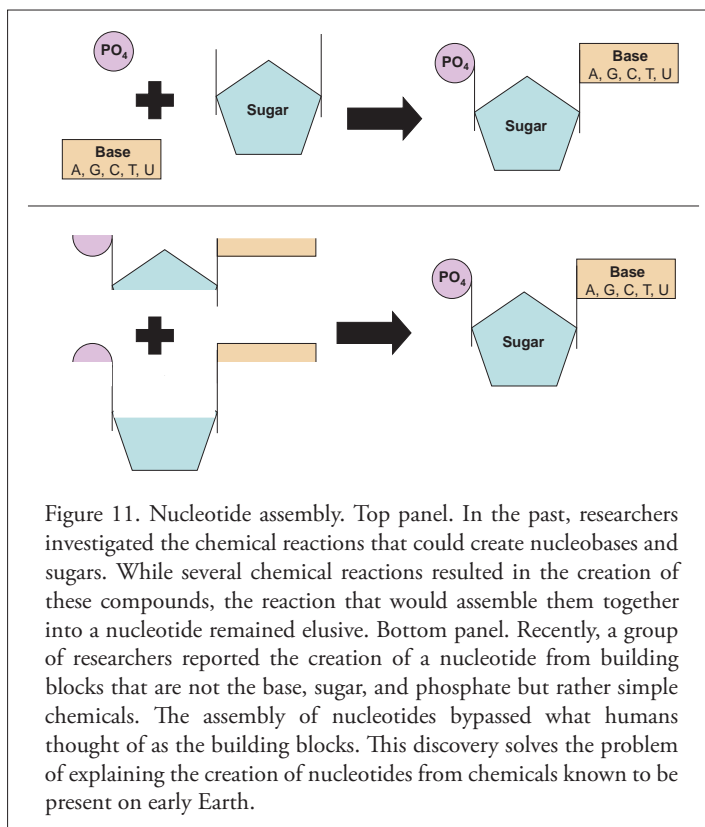 PO4
Sugar
Base
A, G, C, T, U
PO4
Base
A, G, C, T, U
Sugar
PO4
Base
A, G, C, T, U
Sugar
Figure 11. Nucleotide assembly. Top panel. In the past, researchers
investigated the chemical reactions that could create nucleobases and
sugars. While several chemical reactions resulted in the creation of
these compounds, the reaction that would assemble them together
into a nucleotide remained elusive. Bottom panel. Recently, a group
of researchers reported the creation of a nucleotide from building
blocks that are not the base, sugar, and phosphate but rather simple
chemicals. The assembly of nucleotides bypassed what humans
thought of as the building blocks. This discovery solves the problem
of explaining the creation of nucleotides from chemicals known to be
present on early Earth.